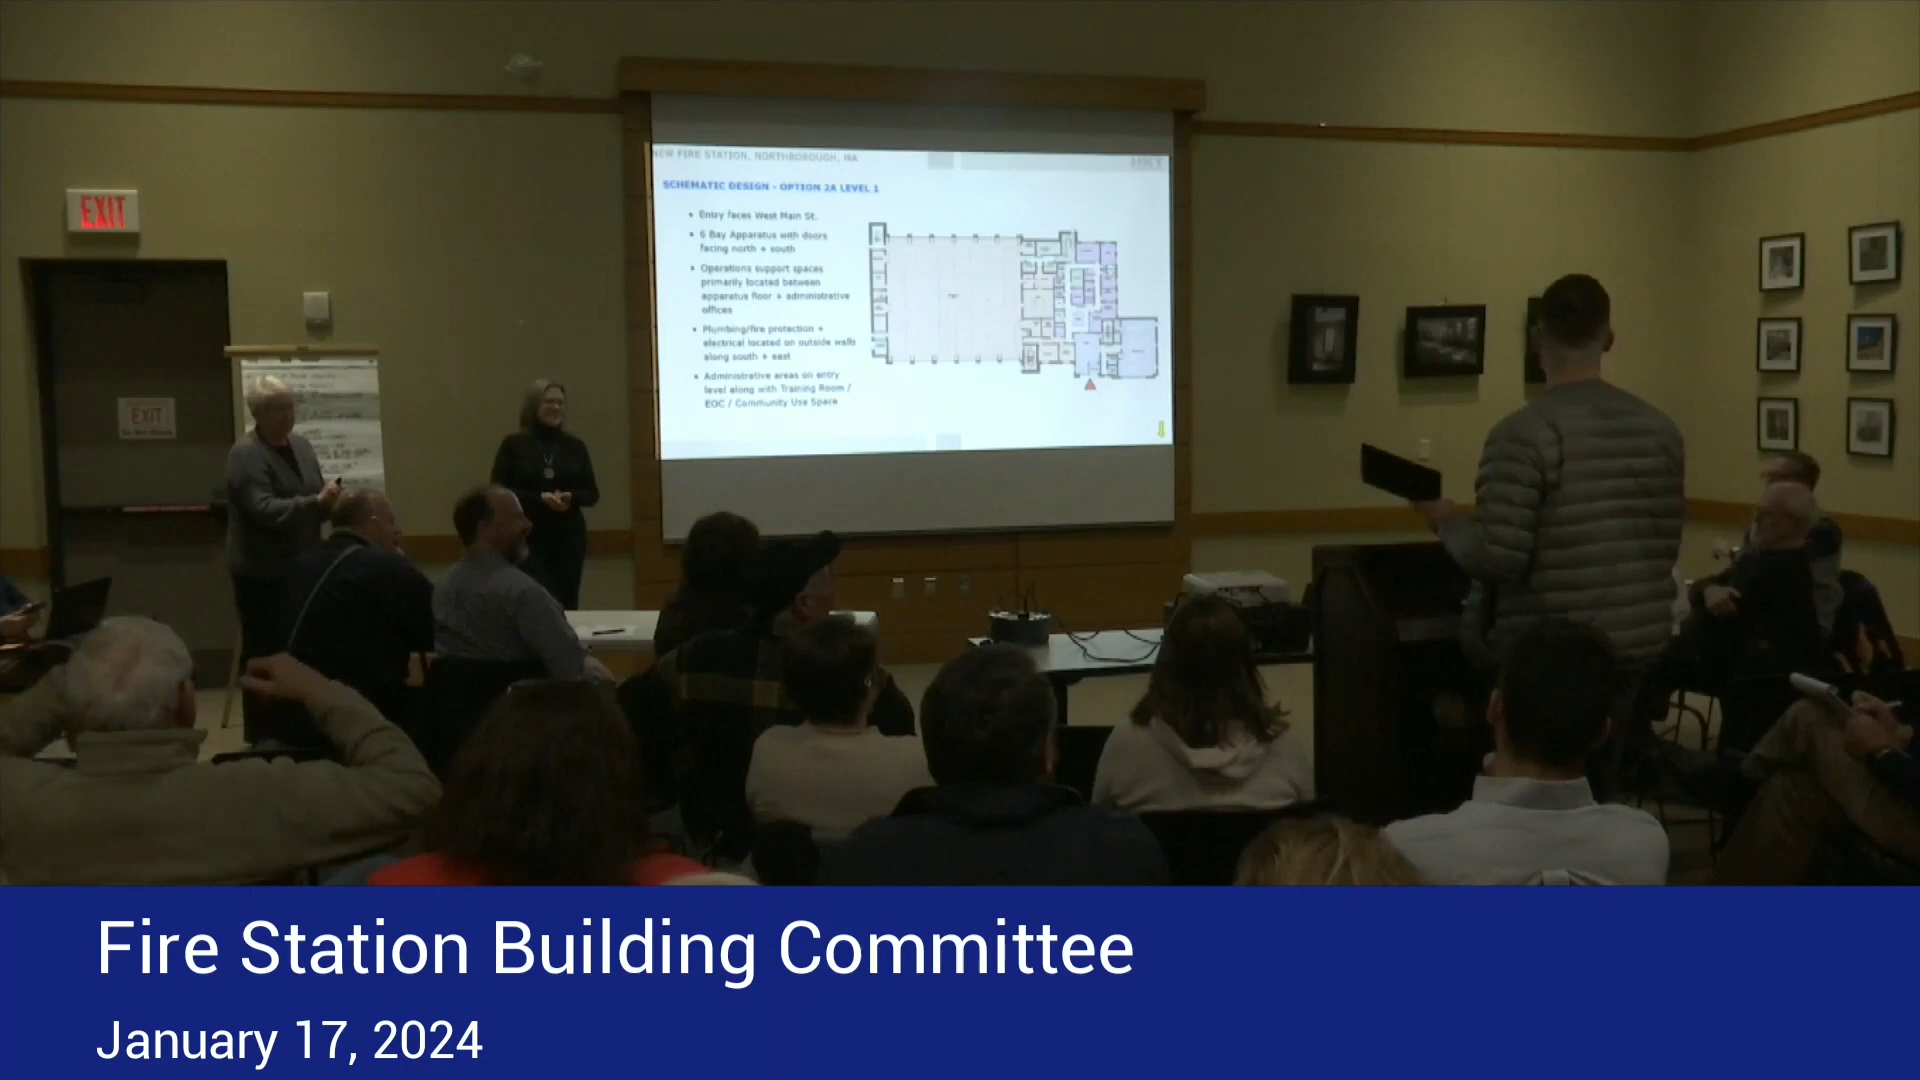 NEW FIRE STATION, NORTHBOROUGH, MA
HKT
SCHEMATIC DESIGN - OPTION 2A LEVEL 1
EXIT
• Entry faces West Main St.
• 6 Bay Apparatus with doors
facing north + south
• Operations support spaces
primarily located between
apparatus floor + administrative
offices
• Plumbing/fire protection +
electrical located on outside walls
along south + east
• Administrative areas on entry
level along with Training Room /
EOC / Community Use Space
EXIT
Fire Station Building Committee
January 17, 2024